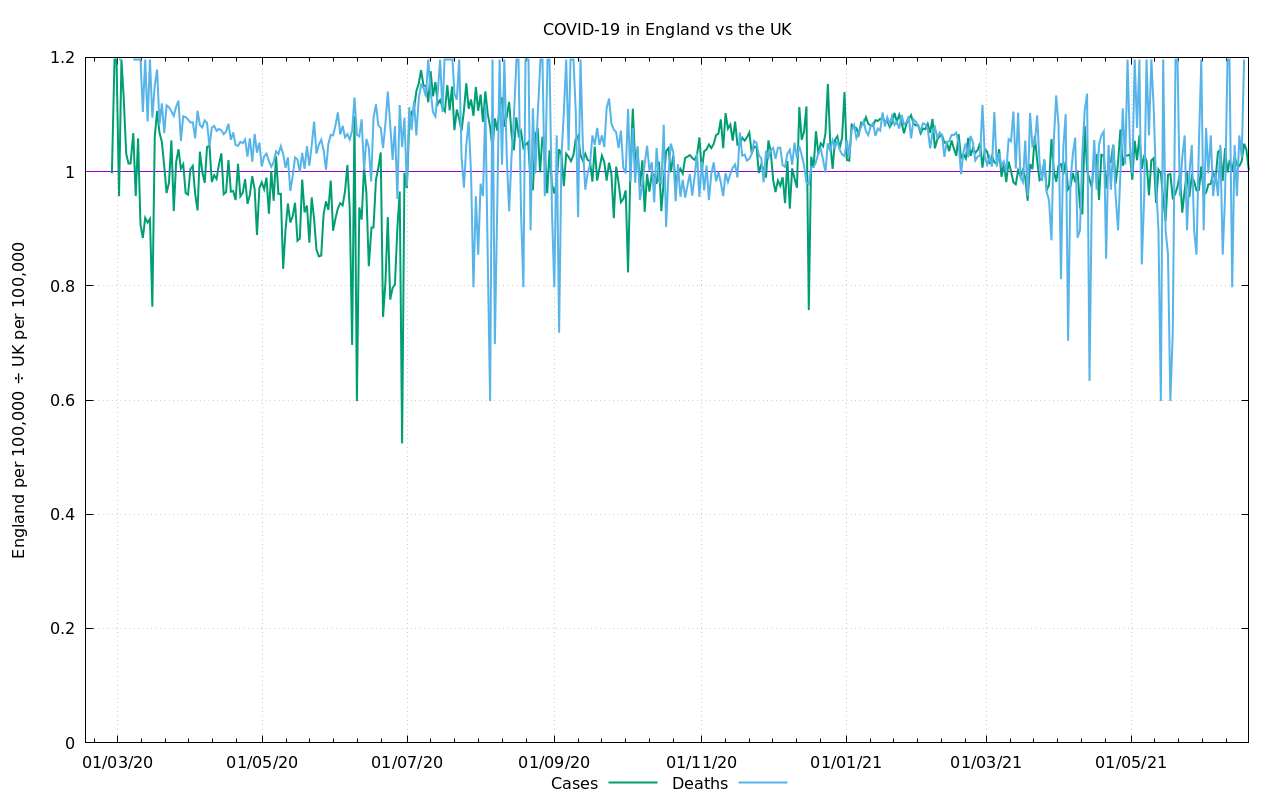 COVID-19 in England vs the UK
England per 100,000 ÷ UK per 100,000
1.2
1
0.8
0.6
0.4
0.2
0
01/03/20 01/05/20 01/07/20 01/09/20 01/11/20 01/01/21 01/03/21 01/05/21
Cases Deaths